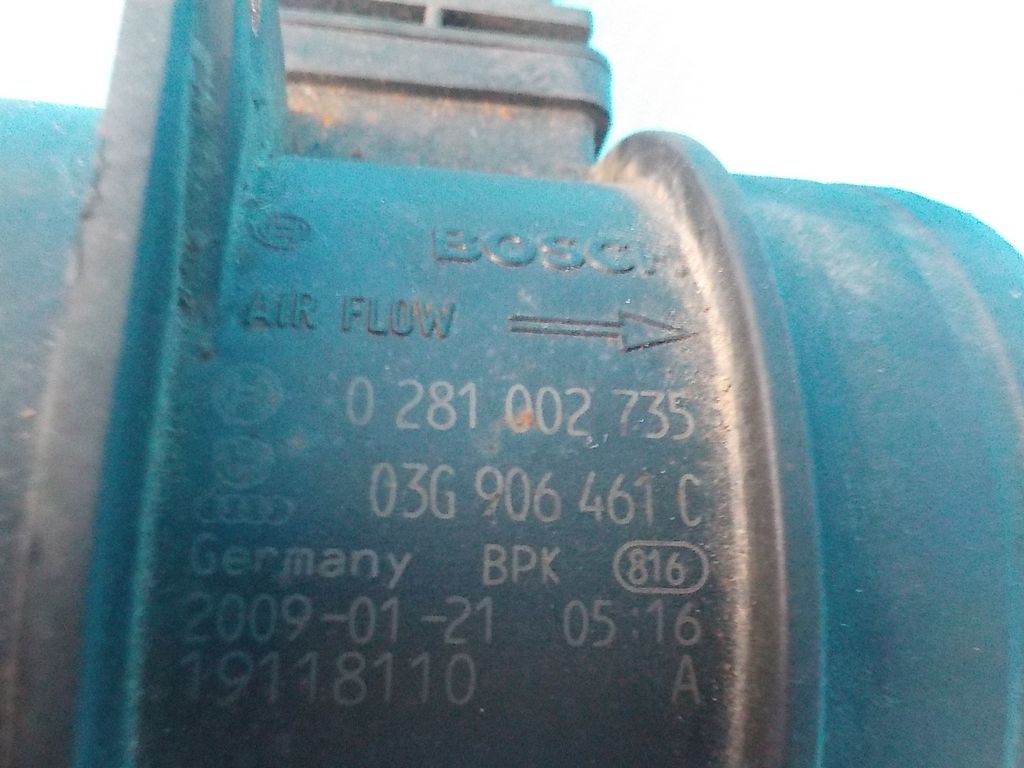 BOSCH
AIR FLOW
0 281 002 735
03G 906 461 C
Germany BPK 816
2009-01-21 05:16
19118110 A